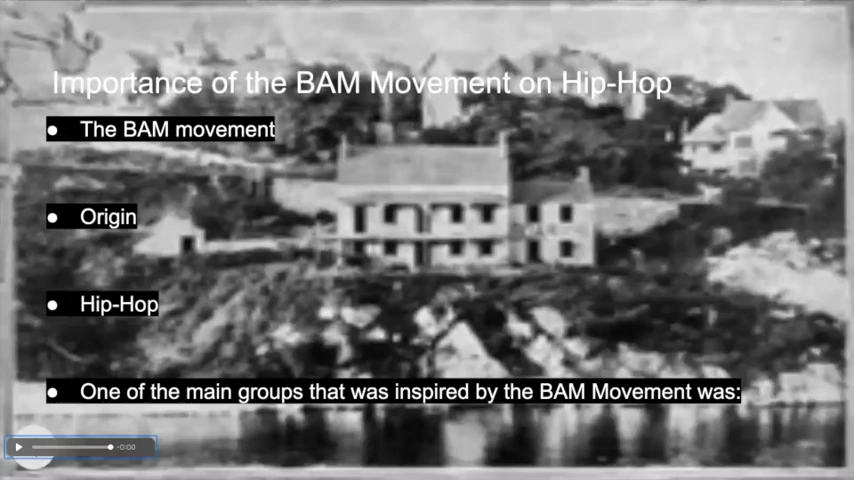 Importance of the BAM Movement on Hip-Hop
● The BAM movement
● Origin
● Hip-Hop
● One of the main groups that was inspired by the BAM Movement was:
-0:00